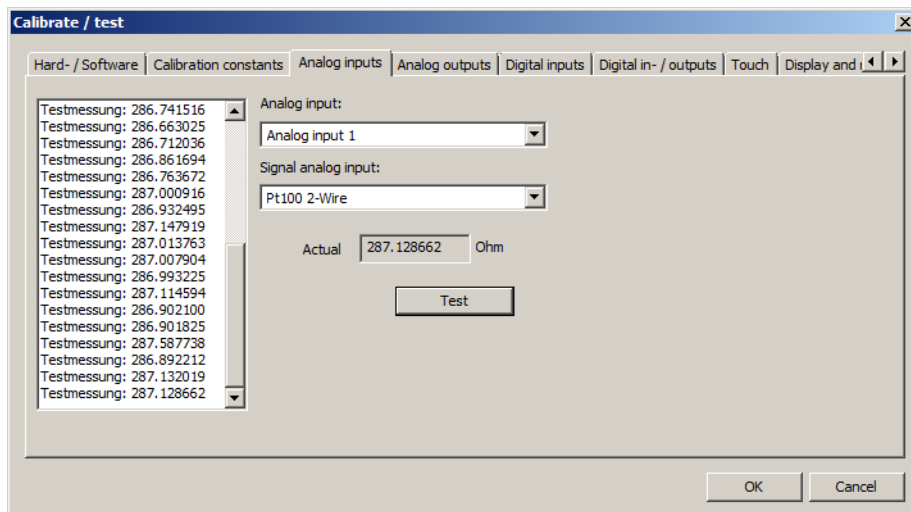 Calibrate / test
Hard- / Software
Calibration constants
Analog inputs
Analog outputs
Digital inputs
Digital in- / outputs
Touch
Display and
Testmessung: 286.741516
Testmessung: 286.663025
Testmessung: 286.712036
Testmessung: 286.861694
Testmessung: 286.763672
Testmessung: 287.000916
Testmessung: 286.932495
Testmessung: 287.147919
Testmessung: 287.013763
Testmessung: 287.007904
Testmessung: 286.993225
Testmessung: 287.114594
Testmessung: 286.902100
Testmessung: 286.901825
Testmessung: 287.587738
Testmessung: 286.892212
Testmessung: 287.132019
Testmessung: 287.128662
Analog input:
Analog input 1
Signal analog input:
Pt100 2-Wire
Actual 287.128662 Ohm
Test
OK
Cancel